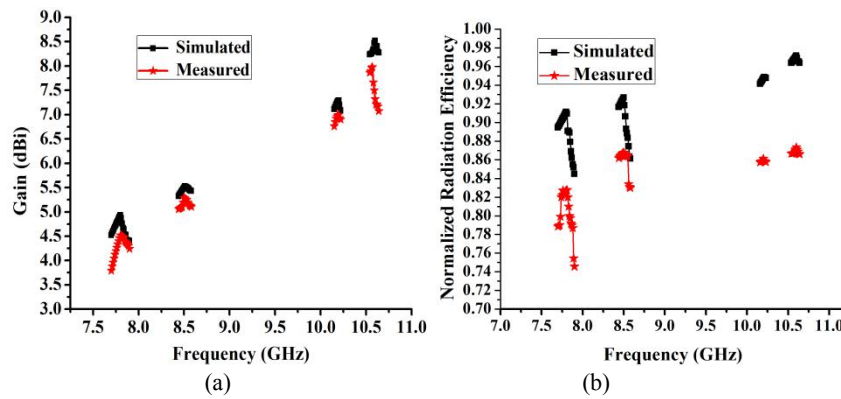 9.0
8.5
8.0
7.5
7.0
6.5
6.0
5.5
5.0
4.5
4.0
3.5
3.0
Gain (dBi)
Simulated
Measured
7.5 8.0 8.5 9.0 9.5 10.0 10.5 11.0
Frequency (GHz)
(a)
1.00
0.98
0.96
0.94
0.92
0.90
0.88
0.86
0.84
0.82
0.80
0.78
0.76
0.74
0.72
0.70
Normalized Radiation Efficiency
Simulated
Measured
7.0 7.5 8.0 8.5 9.0 9.5 10.0 10.5 11.0
Frequency (GHz)
(b)